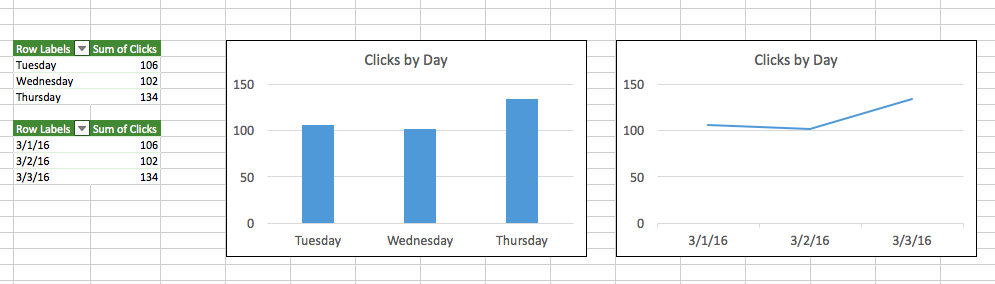 Row Labels Sum of Clicks
Tuesday 106
Wednesday 102
Thursday 134
Row Labels Sum of Clicks
3/1/16 106
3/2/16 102
3/3/16 134
Clicks by Day
150
100
50
0
Tuesday Wednesday Thursday
Clicks by Day
150
100
50
0
3/1/16 3/2/16 3/3/16